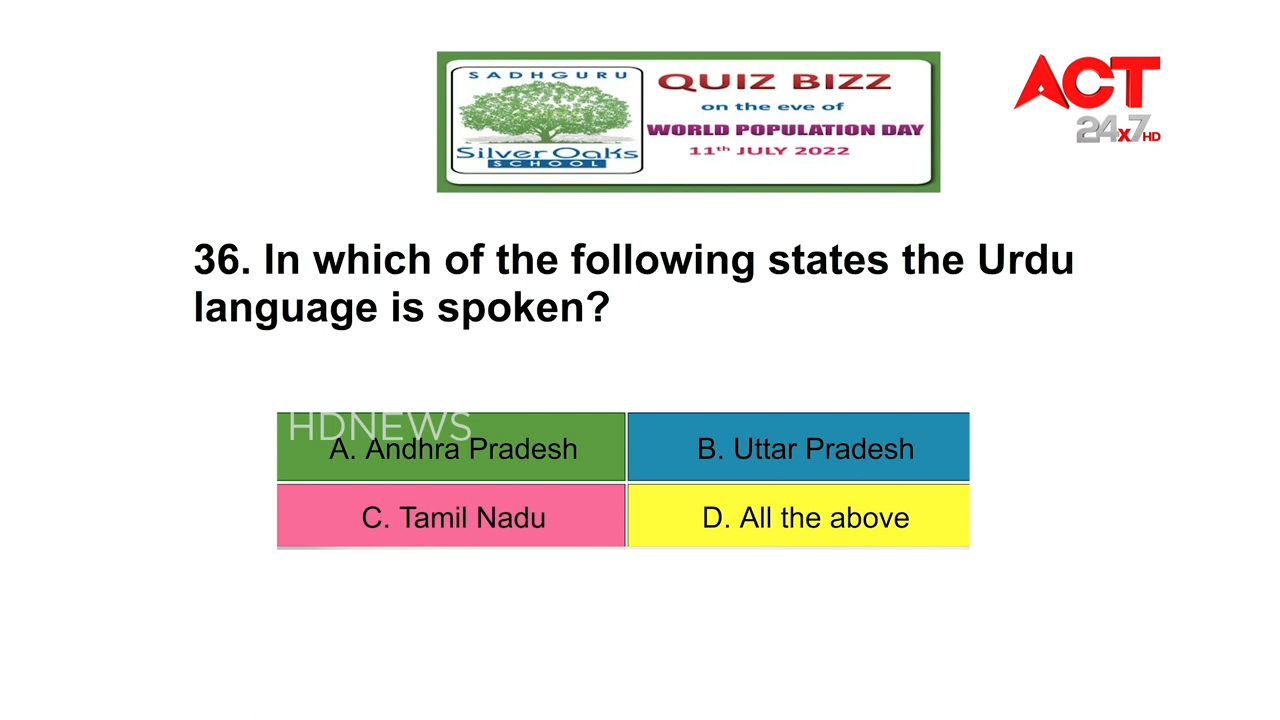 SADHGURU
Silver Oaks
SCHOOL
QUIZ BIZZ
on the eve of
WORLD POPULATION DAY
11th JULY 2022
ACT
24x7HD
36. In which of the following states the Urdu
language is spoken?
HDNEWS
A. Andhra Pradesh
B. Uttar Pradesh
C. Tamil Nadu
D. All the above